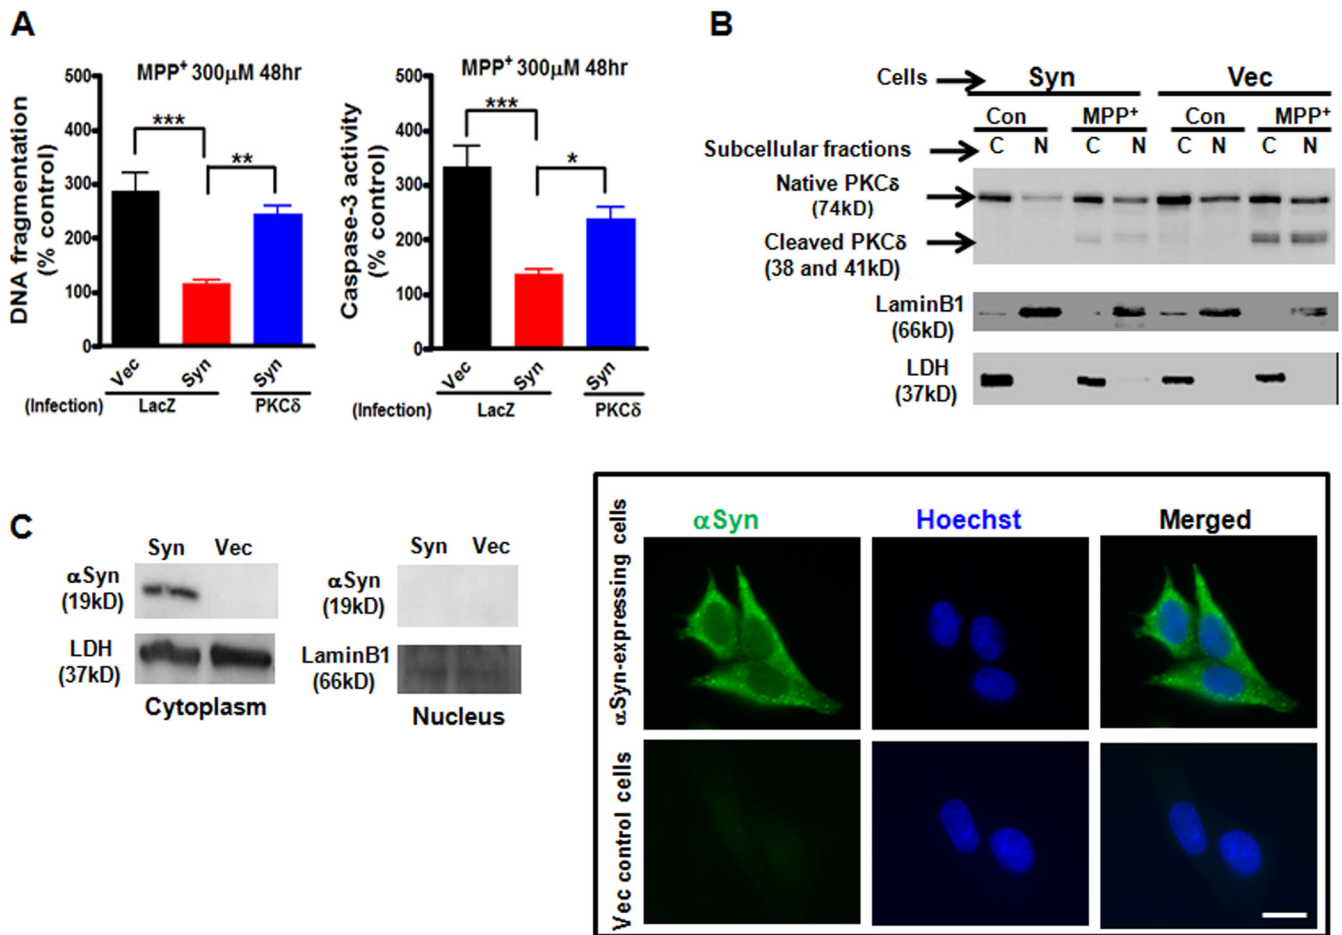 A
MPP+ 300μM 48hr
DNA fragmentation
(% control)
500
400
300
200
100
0
***
**
Vec
Syn
Syn
(Infection)
LacZ
PKCδ
MPP+ 300μM 48hr
Caspase-3 activity
(% control)
500
400
300
200
100
0
***
*
Vec
Syn
Syn
(Infection)
LacZ
PKCδ
B
Cells
Syn
Vec
Con
MPP+
Con
MPP+
Subcellular fractions
C N C N C N C N
Native PKCδ
(74kD)
Cleaved PKCδ
(38 and 41kD)
LaminB1
(66kD)
LDH
(37kD)
C
Syn Vec
αSyn
(19kD)
LDH
(37kD)
Cytoplasm
Syn Vec
αSyn
(19kD)
LaminB1
(66kD)
Nucleus
αSyn
Hoechst
Merged
αSyn-expressing cells
Vec control cells